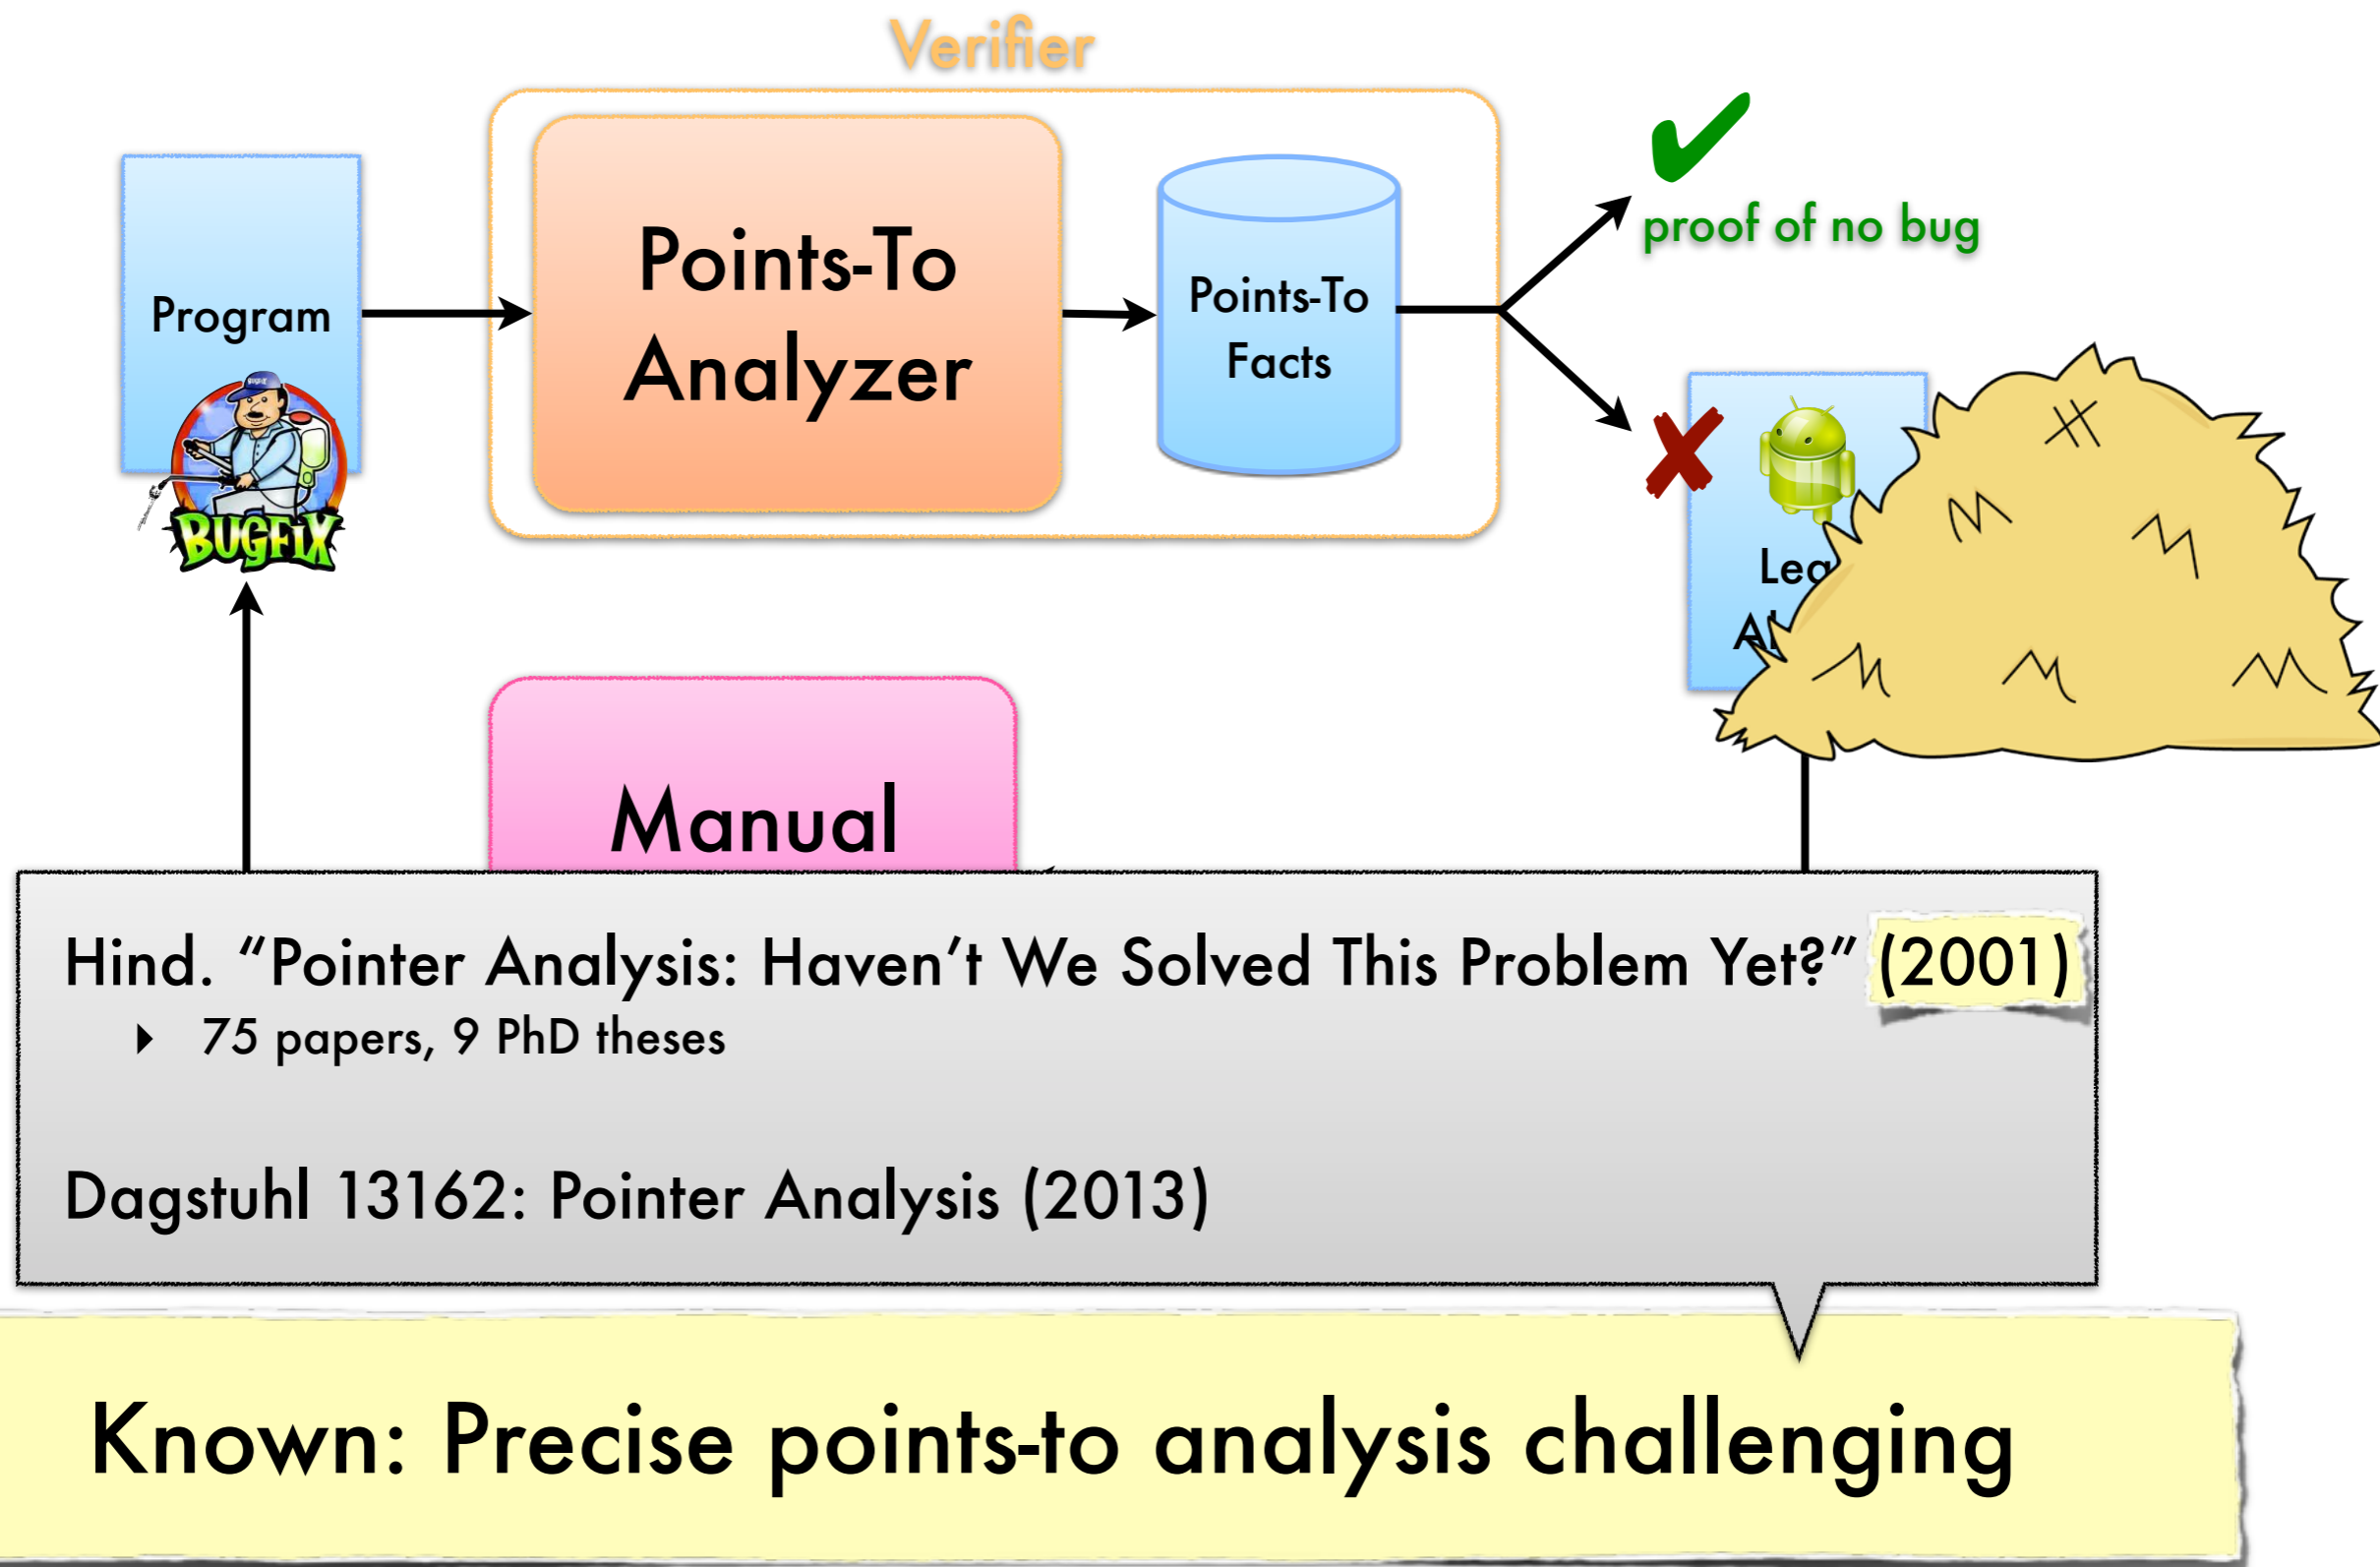 Verifier
Program
BUGFIX
Points-To
Analyzer
Points-To
Facts
✔
proof of no bug
✘
Manual
Hind. “Pointer Analysis: Haven’t We Solved This Problem Yet?” (2001)
‣ 75 papers, 9 PhD theses
Dagstuhl 13162: Pointer Analysis (2013)
Known: Precise points-to analysis challenging